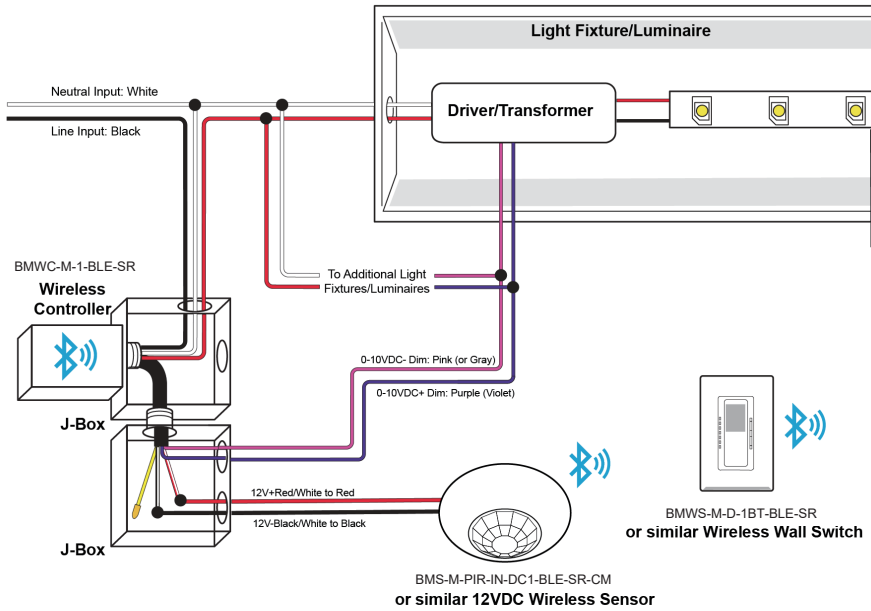 Light Fixture/Luminaire
Neutral Input: White
Line Input: Black
Driver/Transformer
BMWC-M-1-BLE-SR
Wireless
Controller
To Additional Light
Fixtures/Luminaires
0-10VDC- Dim: Pink (or Gray)
0-10VDC+ Dim: Purple (Violet)
J-Box
12V+Red/White to Red
12V-Black/White to Black
J-Box
BMWS-M-D-1BT-BLE-SR
or similar Wireless Wall Switch
BMS-M-PIR-IN-DC1-BLE-SR-CM
or similar 12VDC Wireless Sensor